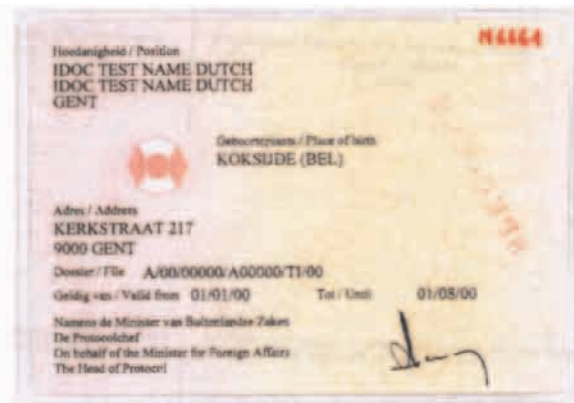 N6664
Hoedanigheid / Position
IDOC TEST NAME DUTCH
IDOC TEST NAME DUTCH
GENT
Geboorteplaats / Place of birth
KOKSIJDE (BEL)
Adres / Address
KERKSTRAAT 217
9000 GENT
Dossier / File A/00/00000/A00000/TI/00
Geldig van / Valid from 01/01/00 Tot / Until 01/08/00
Namens de Minister van Buitenlandse Zaken
De Protocolchef
On behalf of the Minister for Foreign Affairs
The Head of Protocol